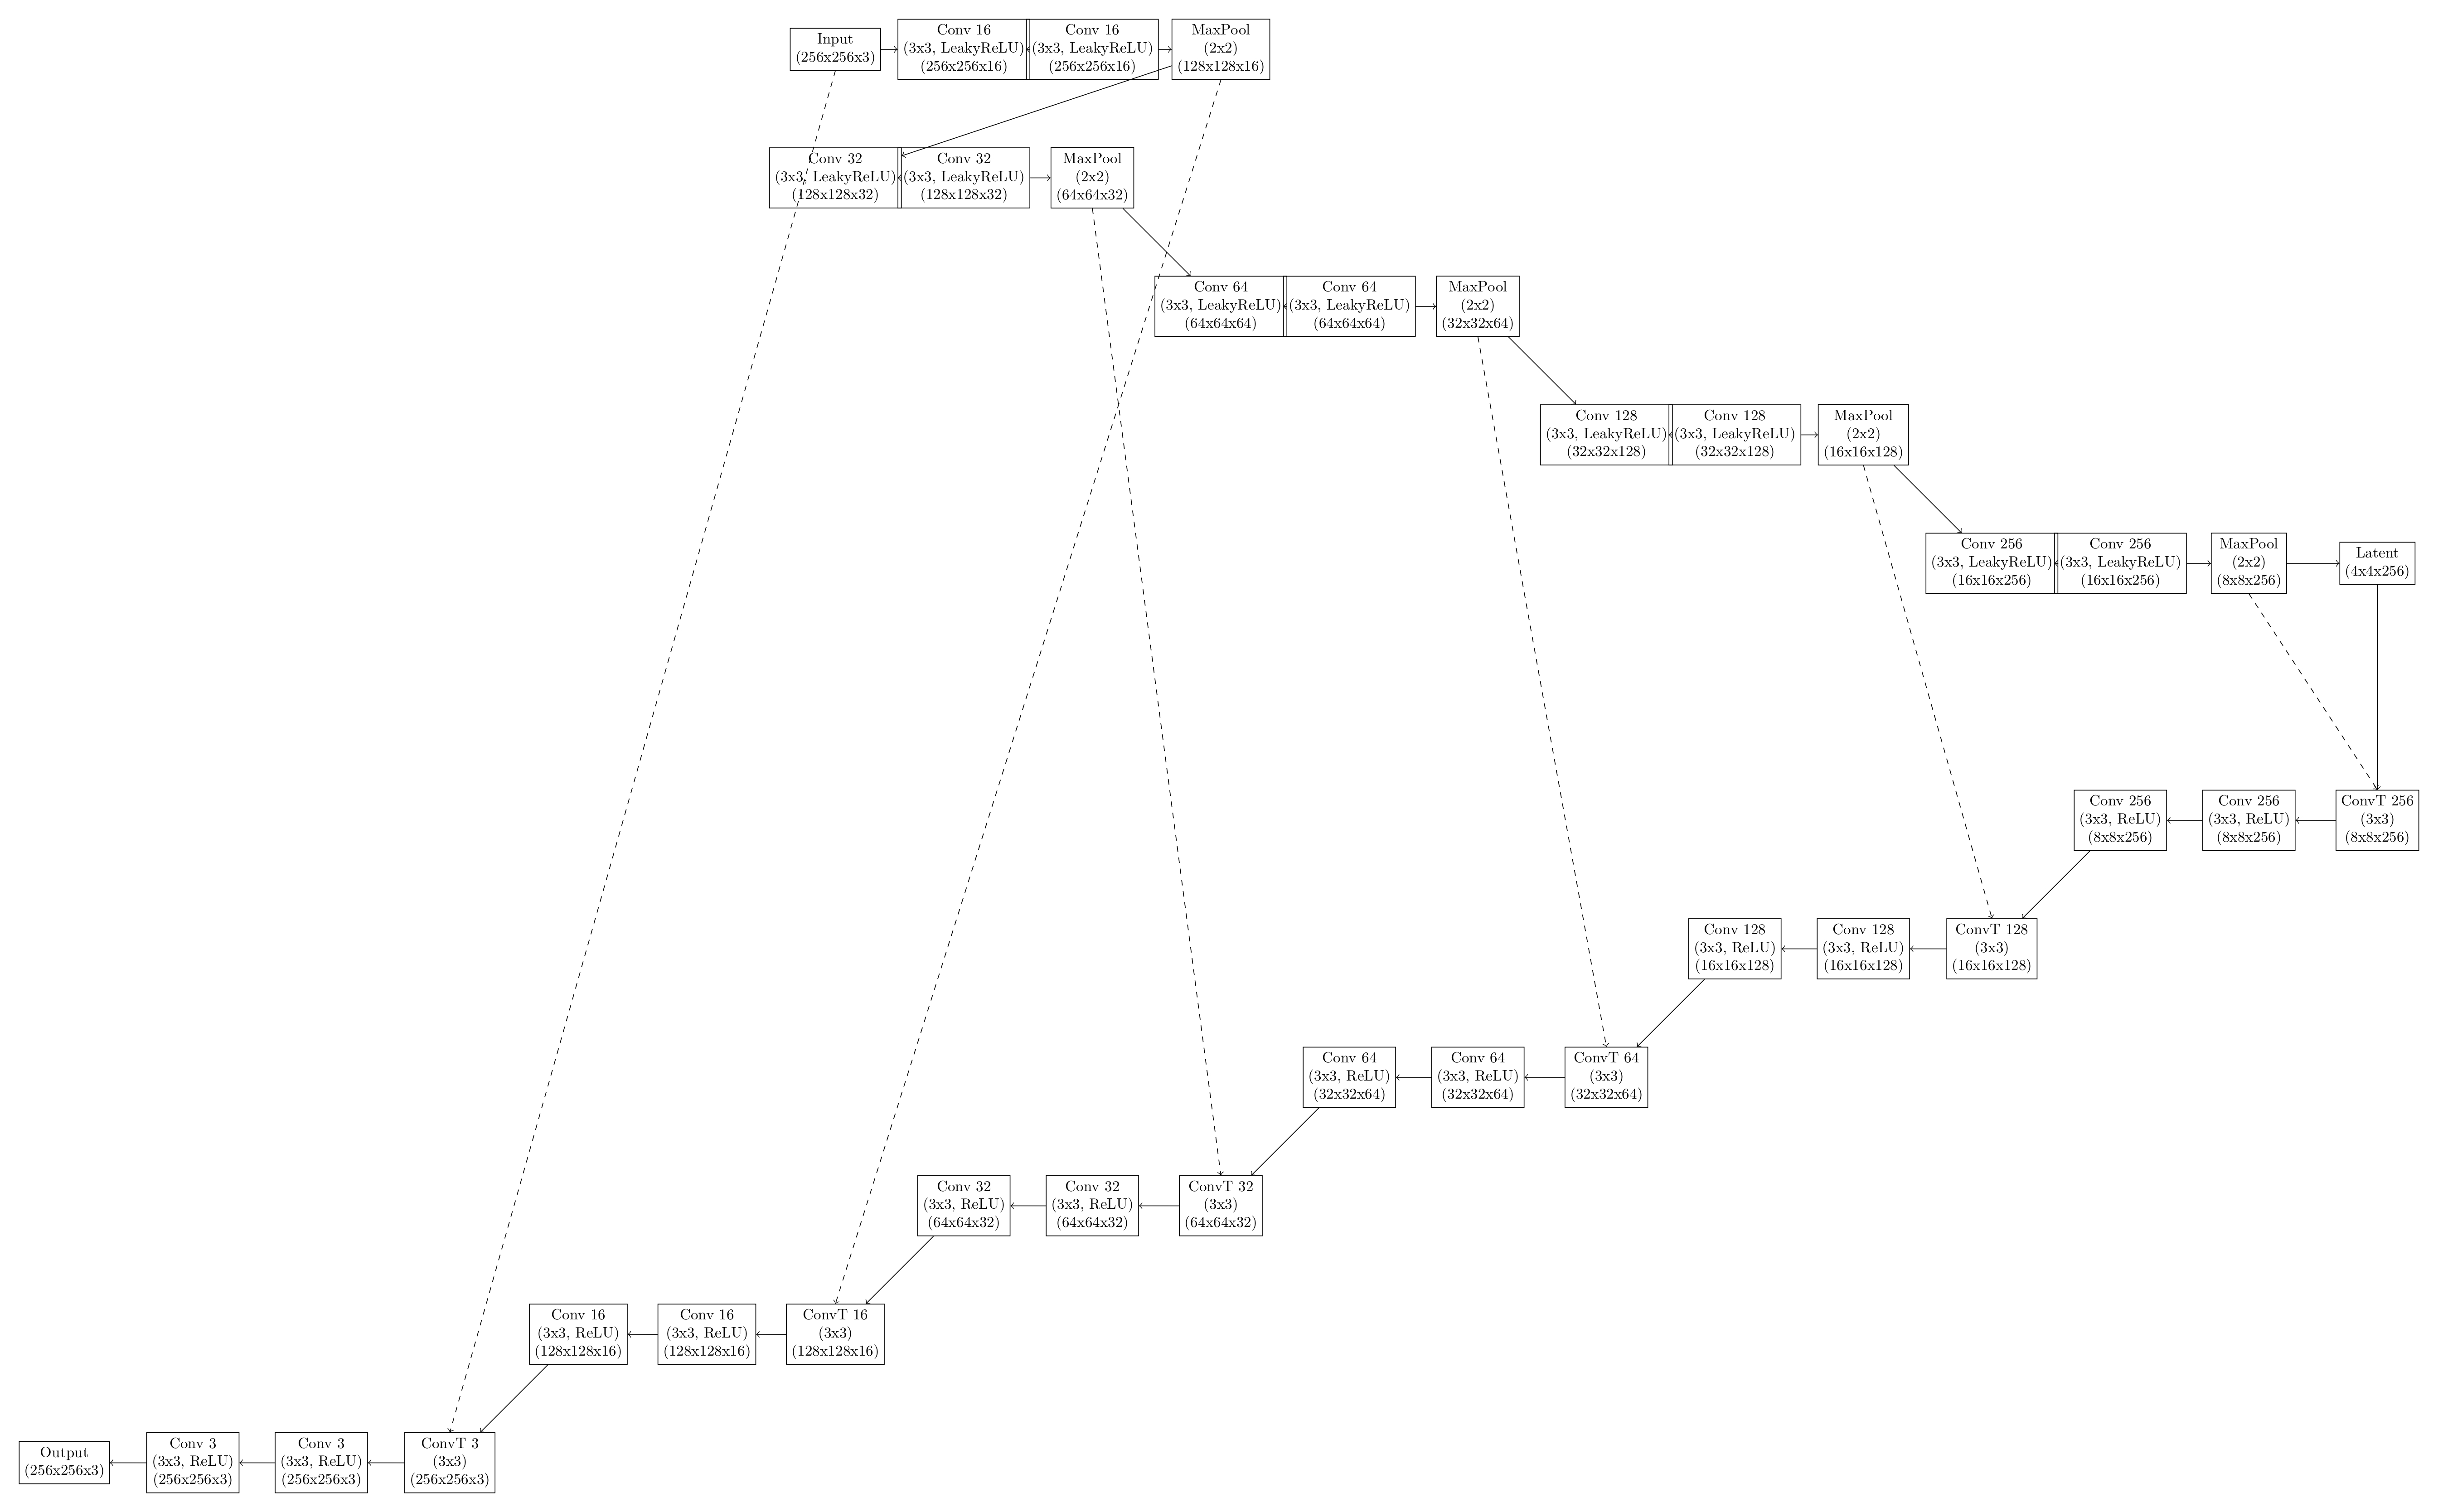 Input
(256x256x3)
Conv 16
(3x3, LeakyReLU)
(256x256x16)
Conv 16
(3x3, LeakyReLU)
(256x256x16)
MaxPool
(2x2)
(128x128x16)
Conv 32
(3x3, LeakyReLU)
(128x128x32)
Conv 32
(3x3, LeakyReLU)
(128x128x32)
MaxPool
(2x2)
(64x64x32)
Conv 64
(3x3, LeakyReLU)
(64x64x64)
Conv 64
(3x3, LeakyReLU)
(64x64x64)
MaxPool
(2x2)
(32x32x64)
Conv 128
(3x3, LeakyReLU)
(32x32x128)
Conv 128
(3x3, LeakyReLU)
(32x32x128)
MaxPool
(2x2)
(16x16x128)
Conv 256
(3x3, LeakyReLU)
(16x16x256)
Conv 256
(3x3, LeakyReLU)
(16x16x256)
MaxPool
(2x2)
(8x8x256)
Latent
(4x4x256)
Conv 256
(3x3, ReLU)
(8x8x256)
Conv 256
(3x3, ReLU)
(8x8x256)
ConvT 256
(3x3)
(8x8x256)
Conv 128
(3x3, ReLU)
(16x16x128)
Conv 128
(3x3, ReLU)
(16x16x128)
ConvT 128
(3x3)
(16x16x128)
Conv 64
(3x3, ReLU)
(32x32x64)
Conv 64
(3x3, ReLU)
(32x32x64)
ConvT 64
(3x3)
(32x32x64)
Conv 32
(3x3, ReLU)
(64x64x32)
Conv 32
(3x3, ReLU)
(64x64x32)
ConvT 32
(3x3)
(64x64x32)
Conv 16
(3x3, ReLU)
(128x128x16)
Conv 16
(3x3, ReLU)
(128x128x16)
ConvT 16
(3x3)
(128x128x16)
Output
(256x256x3)
Conv 3
(3x3, ReLU)
(256x256x3)
Conv 3
(3x3, ReLU)
(256x256x3)
ConvT 3
(3x3)
(256x256x3)